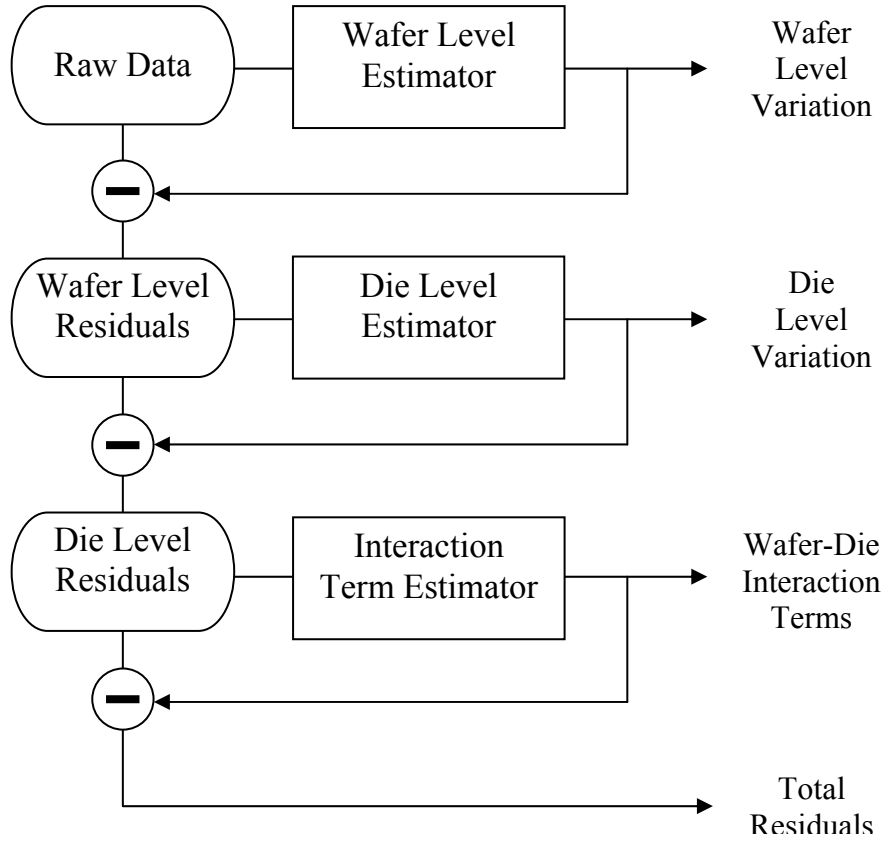 Raw Data
Wafer Level
Estimator
Wafer
Level
Variation
Wafer Level
Residuals
Die Level
Estimator
Die
Level
Variation
Die Level
Residuals
Interaction
Term Estimator
Wafer-Die
Interaction
Terms
Total
Residuals